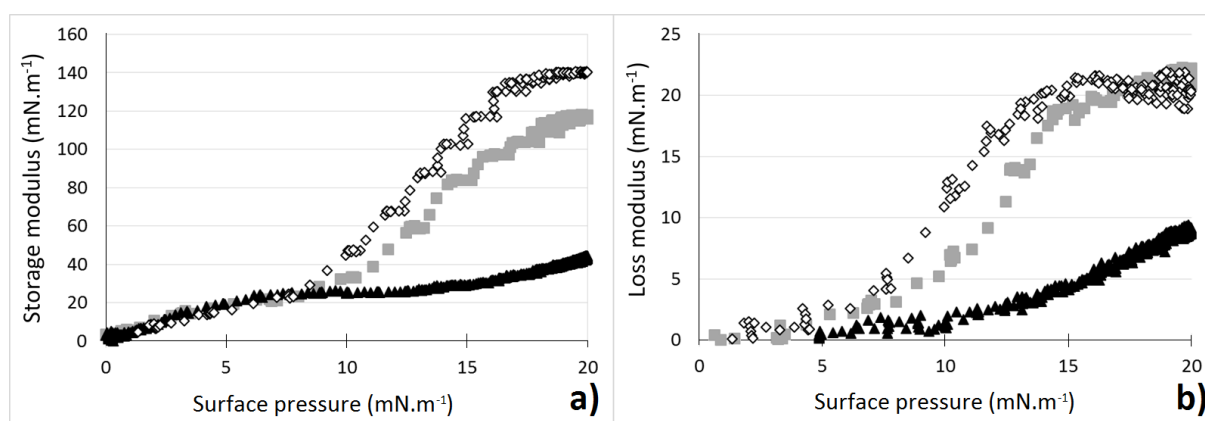 160
140
120
100
80
60
40
20
0
Storage modulus (mN.m⁻¹)
0 5 10 15 20
Surface pressure (mN.m⁻¹)
a)
25
20
15
10
5
0
Loss modulus (mN.m⁻¹)
0 5 10 15 20
Surface pressure (mN.m⁻¹)
b)